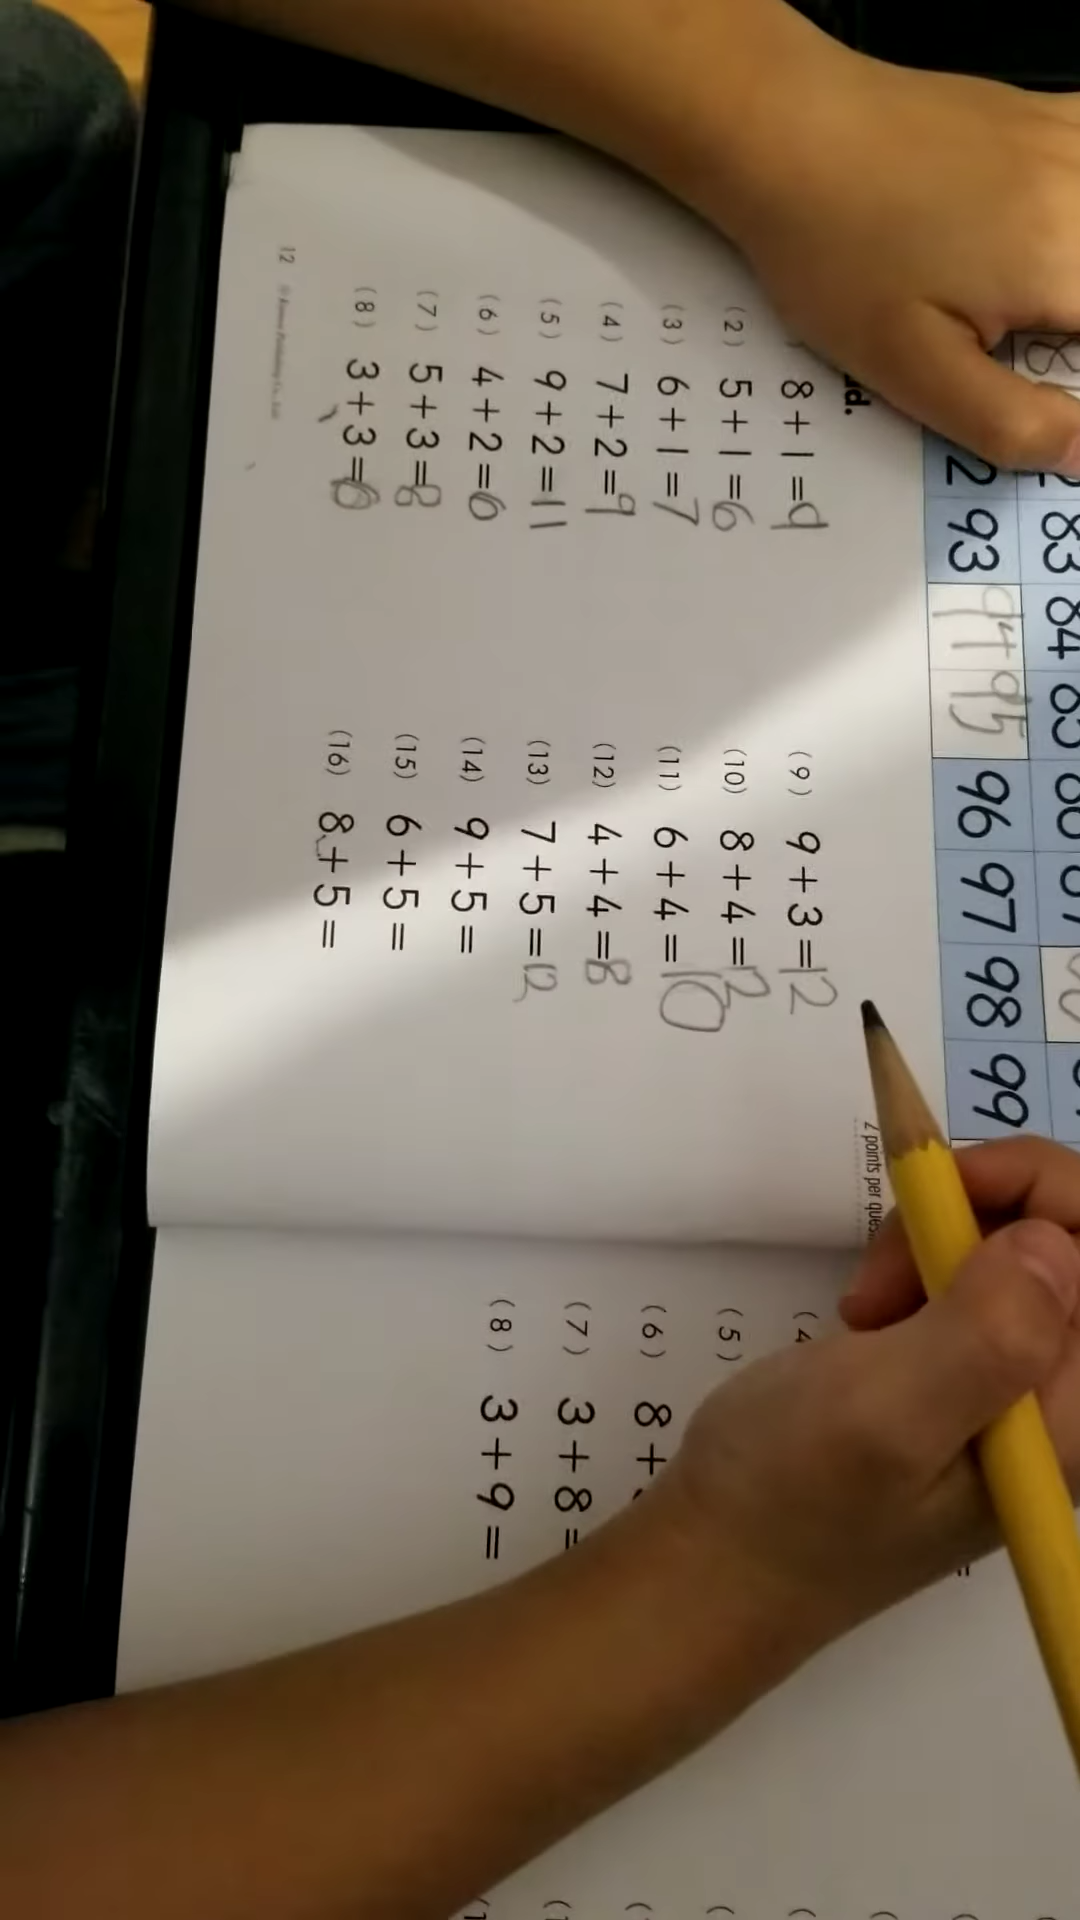 83 84
93 94 95 96 97 98 99
2 points per
8 + 1 = 9
(2) 5 + 1 = 6
(3) 6 + 1 = 7
(4) 7 + 2 = 9
(5) 9 + 2 = 11
(6) 4 + 2 = 6
(7) 5 + 3 = 8
(8) 3 + 3 = 6
(9) 9 + 3 = 12
(10) 8 + 4 = 12
(11) 6 + 4 = 10
(12) 4 + 4 = 8
(13) 7 + 5 = 12
(14) 9 + 5 =
(15) 6 + 5 =
(16) 8 + 5 =
12
(5)
(6) 8 +
(7) 3 + 8 =
(8) 3 + 9 =